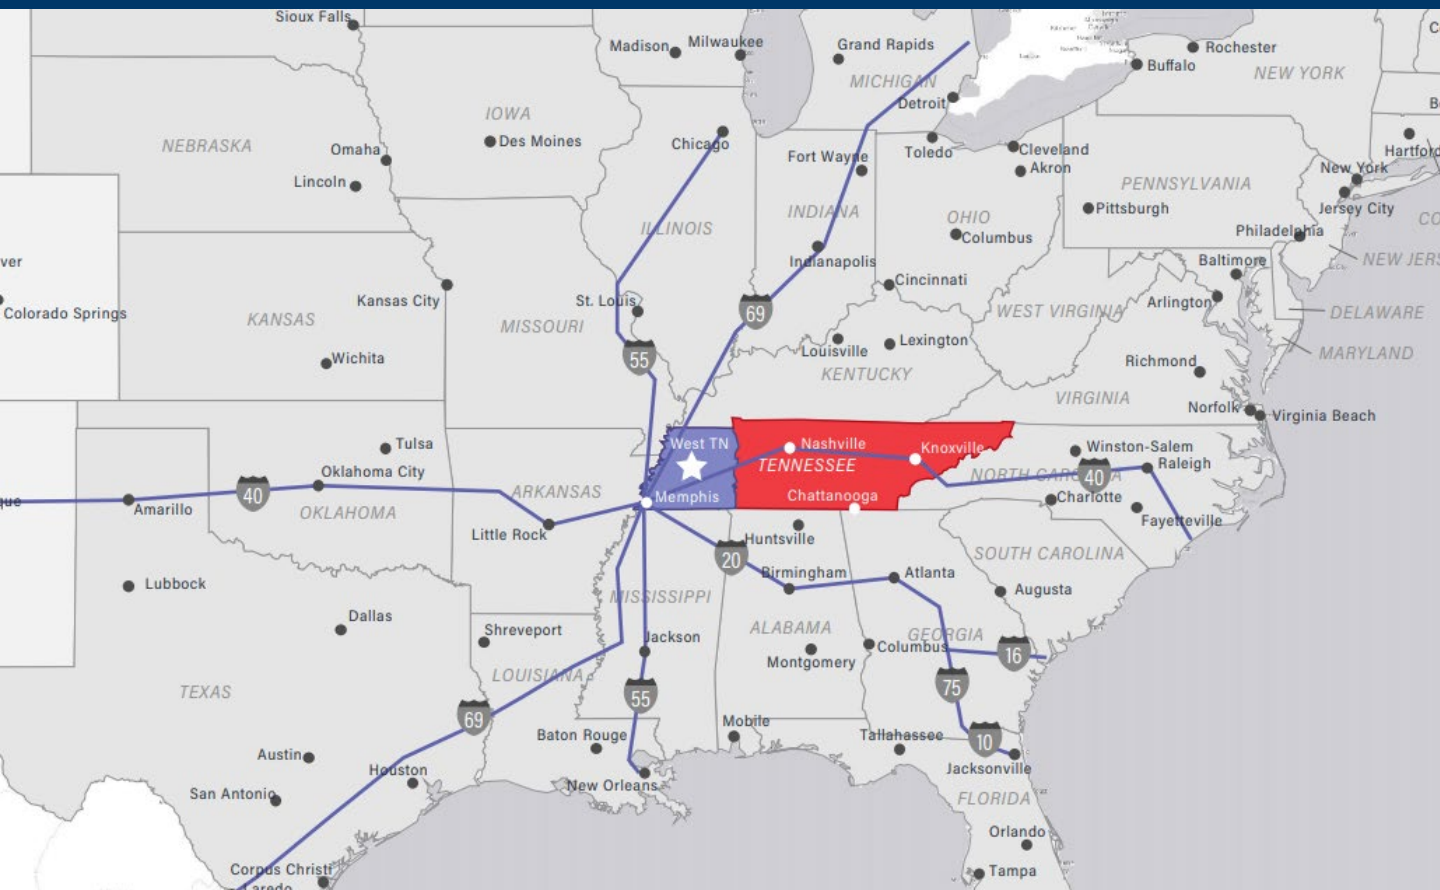 Sioux Falls
Madison
Milwaukee
Grand Rapids
Rochester
Buffalo
NEW YORK
MICHIGAN
Detroit
IOWA
Des Moines
NEBRASKA
Omaha
Lincoln
Chicago
Fort Wayne
Toledo
Cleveland
Akron
Hartford
New York
PENNSYLVANIA
Pittsburgh
Jersey City
Philadelphia
INDIANA
OHIO
Columbus
ILLINOIS
Indianapolis
Baltimore
NEW JERS
CO
ver
Colorado Springs
Kansas City
KANSAS
MISSOURI
St. Louis
69
Cincinnati
WEST VIRGINIA
Arlington
DELAWARE
MARYLAND
Wichita
55
Louisville
Lexington
KENTUCKY
Richmond
VIRGINIA
Norfolk
Virginia Beach
Tulsa
Oklahoma City
West TN
Nashville
TENNESSEE
Knoxville
Winston-Salem
Raleigh
NORTH CAROLINA
40
que
Amarillo
40
OKLAHOMA
ARKANSAS
Memphis
Chattanooga
Charlotte
Fayetteville
Little Rock
Huntsville
20
Birmingham
Atlanta
SOUTH CAROLINA
Augusta
Lubbock
Dallas
MISSISSIPPI
Shreveport
Jackson
ALABAMA
Montgomery
Columbus
GEORGIA
16
LOUISIANA
TEXAS
69
55
75
Baton Rouge
Mobile
Tallahassee
10
Jacksonville
Austin
Houston
New Orleans
San Antonio
FLORIDA
Orlando
Tampa
Corpus Christi
Laredo